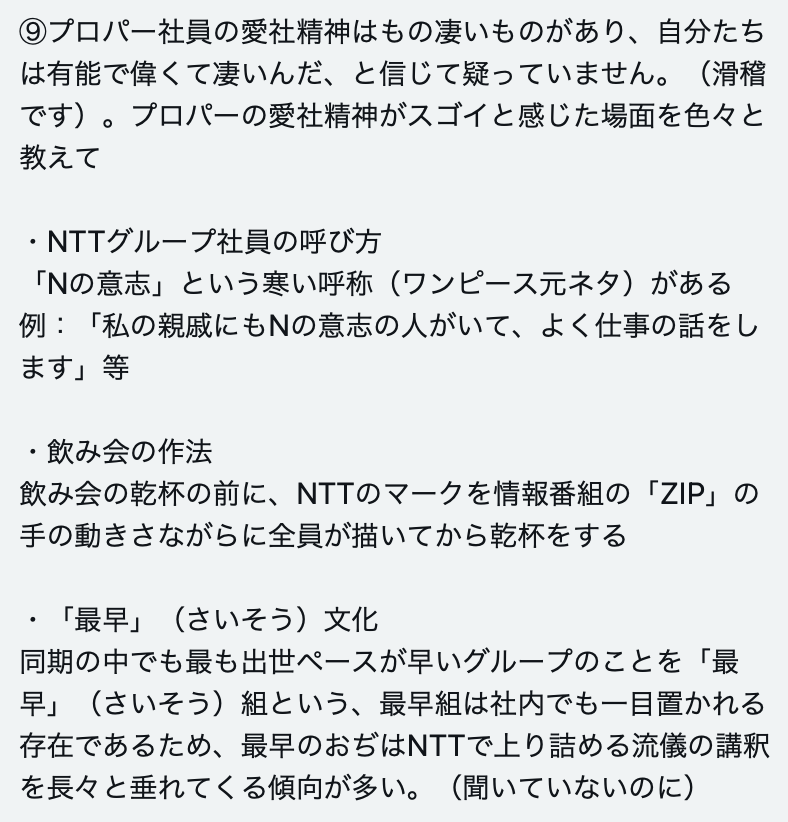 ⑨プロパー社員の愛社精神はもの凄いものがあり、自分たち
は有能で偉くて凄いんだ、と信じて疑っていません。（滑稽
です）。プロパーの愛社精神がスゴイと感じた場面を色々と
教えて
・NTTグループ社員の呼び方
「Nの意志」という寒い呼称（ワンピース元ネタ）がある
例：「私の親戚にもNの意志の人がいて、よく仕事の話をし
ます」等
・飲み会の作法
飲み会の乾杯の前に、NTTのマークを情報番組の「ZIP」の
手の動きさながらに全員が描いてから乾杯をする
・「最早」（さいそう）文化
同期の中でも最も出世ペースが早いグループのことを「最
早」（さいそう）組という、最早組は社内でも一目置かれる
存在であるため、最早のおぢはNTTで上り詰める流儀の講釈
を長々と垂れてくる傾向が多い。（聞いていないのに）